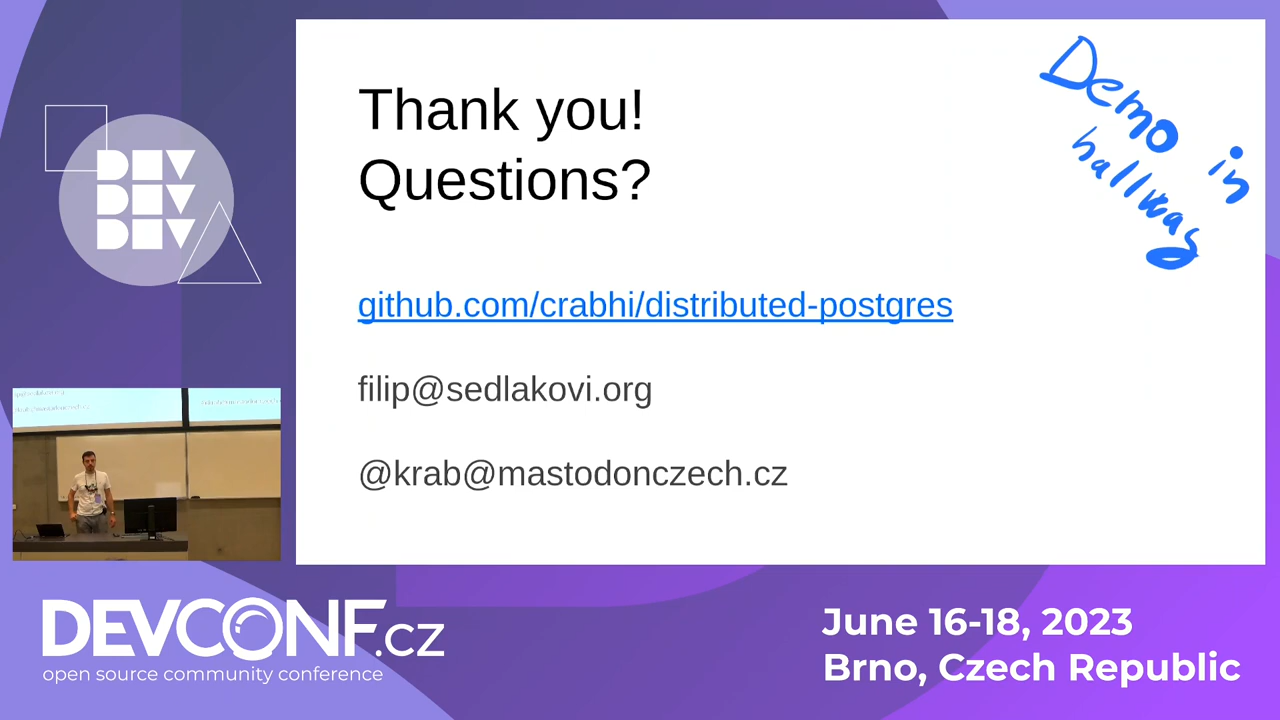 Thank you!
Questions?
Demo in
hallway
github.com/crabhi/distributed-postgres
filip@sedlakovi.org
@krab@mastodonczech.cz
DEV
DEV
DEV
DEVCONF.cz
open source community conference
June 16-18, 2023
Brno, Czech Republic